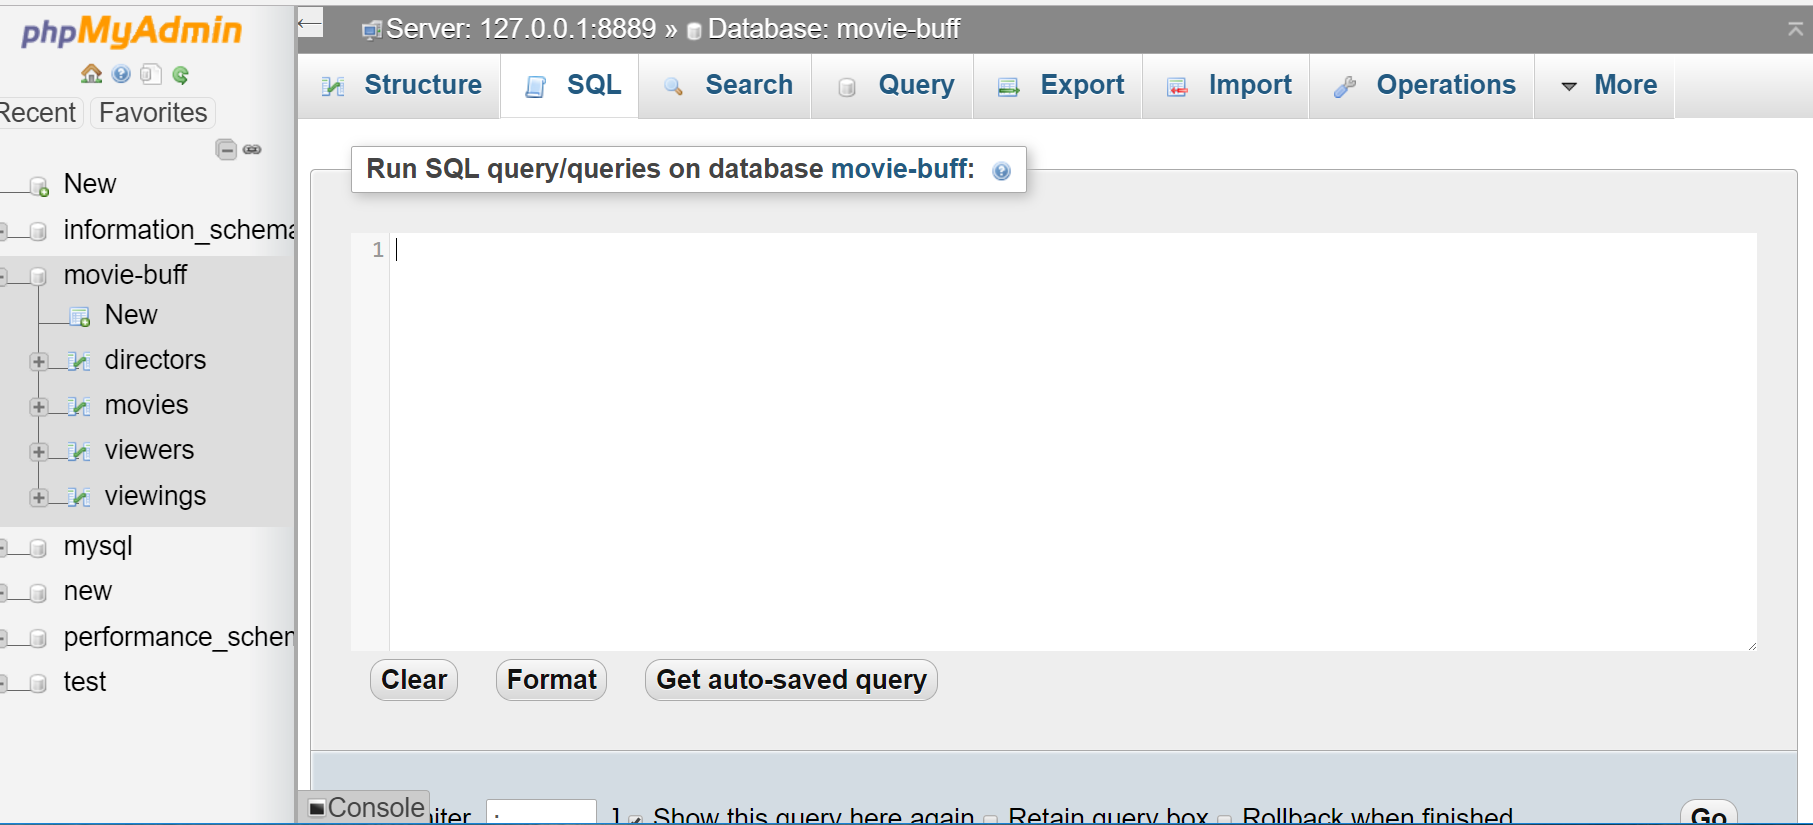 phpMyAdmin
Recent Favorites
New
information_schema
movie-buff
New
directors
movies
viewers
viewings
mysql
new
performance_schem
test
Server: 127.0.0.1:8889 » Database: movie-buff
Structure SQL Search Query Export Import Operations More
Run SQL query/queries on database movie-buff:
1
Clear Format Get auto-saved query
Console iter ; ] Show this query here again Retain query box Rollback when finished Go